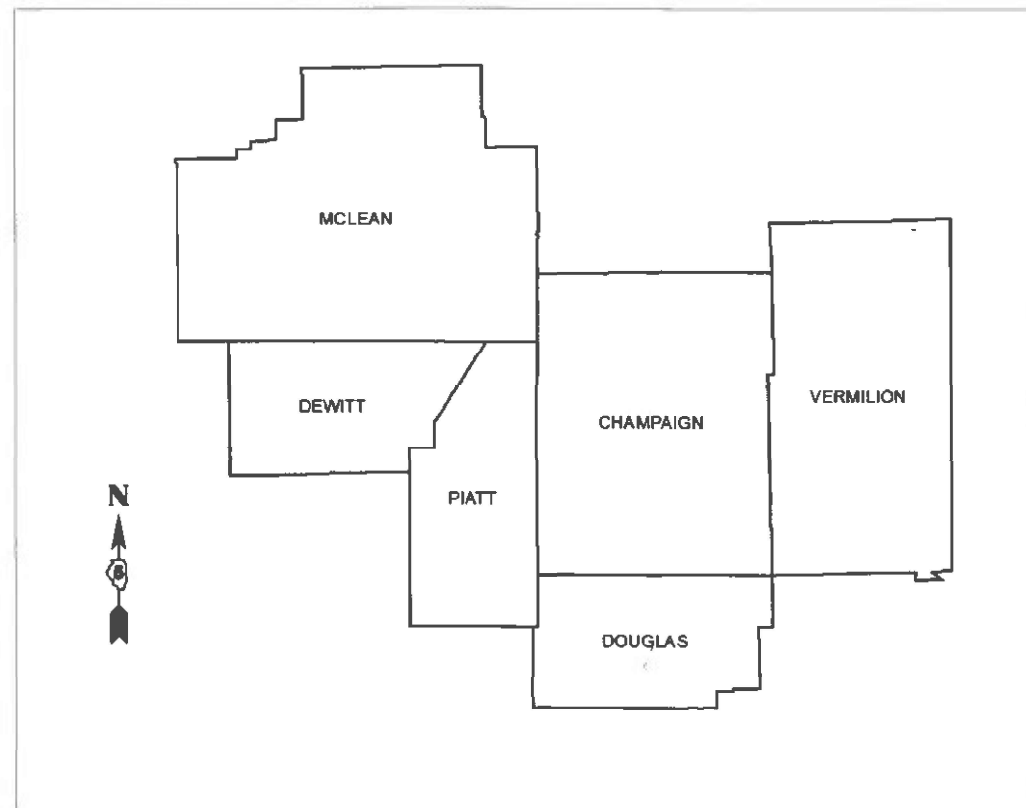 MCLEAN
VERMILION
DEWITT
CHAMPAIGN
PIATT
N
DOUGLAS